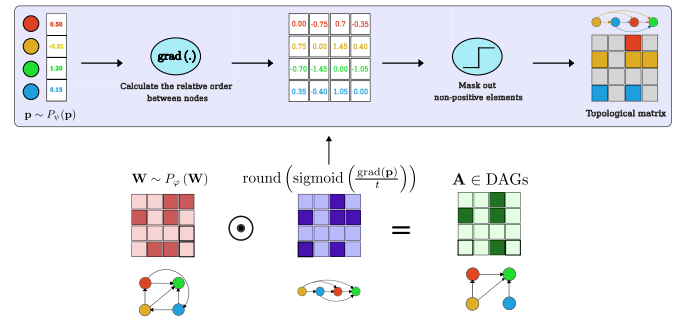 0.50
-0.25
1.20
0.15
p ~ Pψ(p)
grad (.)
Calculate the relative order
between nodes
0.00 -0.75 0.7 -0.35
0.75 0.00 1.45 0.40
-0.70 -1.45 0.00 -1.05
0.35 -0.40 1.05 0.00
Mask out
non-positive elements
Topological matrix
W ~ Pφ (W)
round (sigmoid (grad(p)/t))
A ∈ DAGs
⊙
=